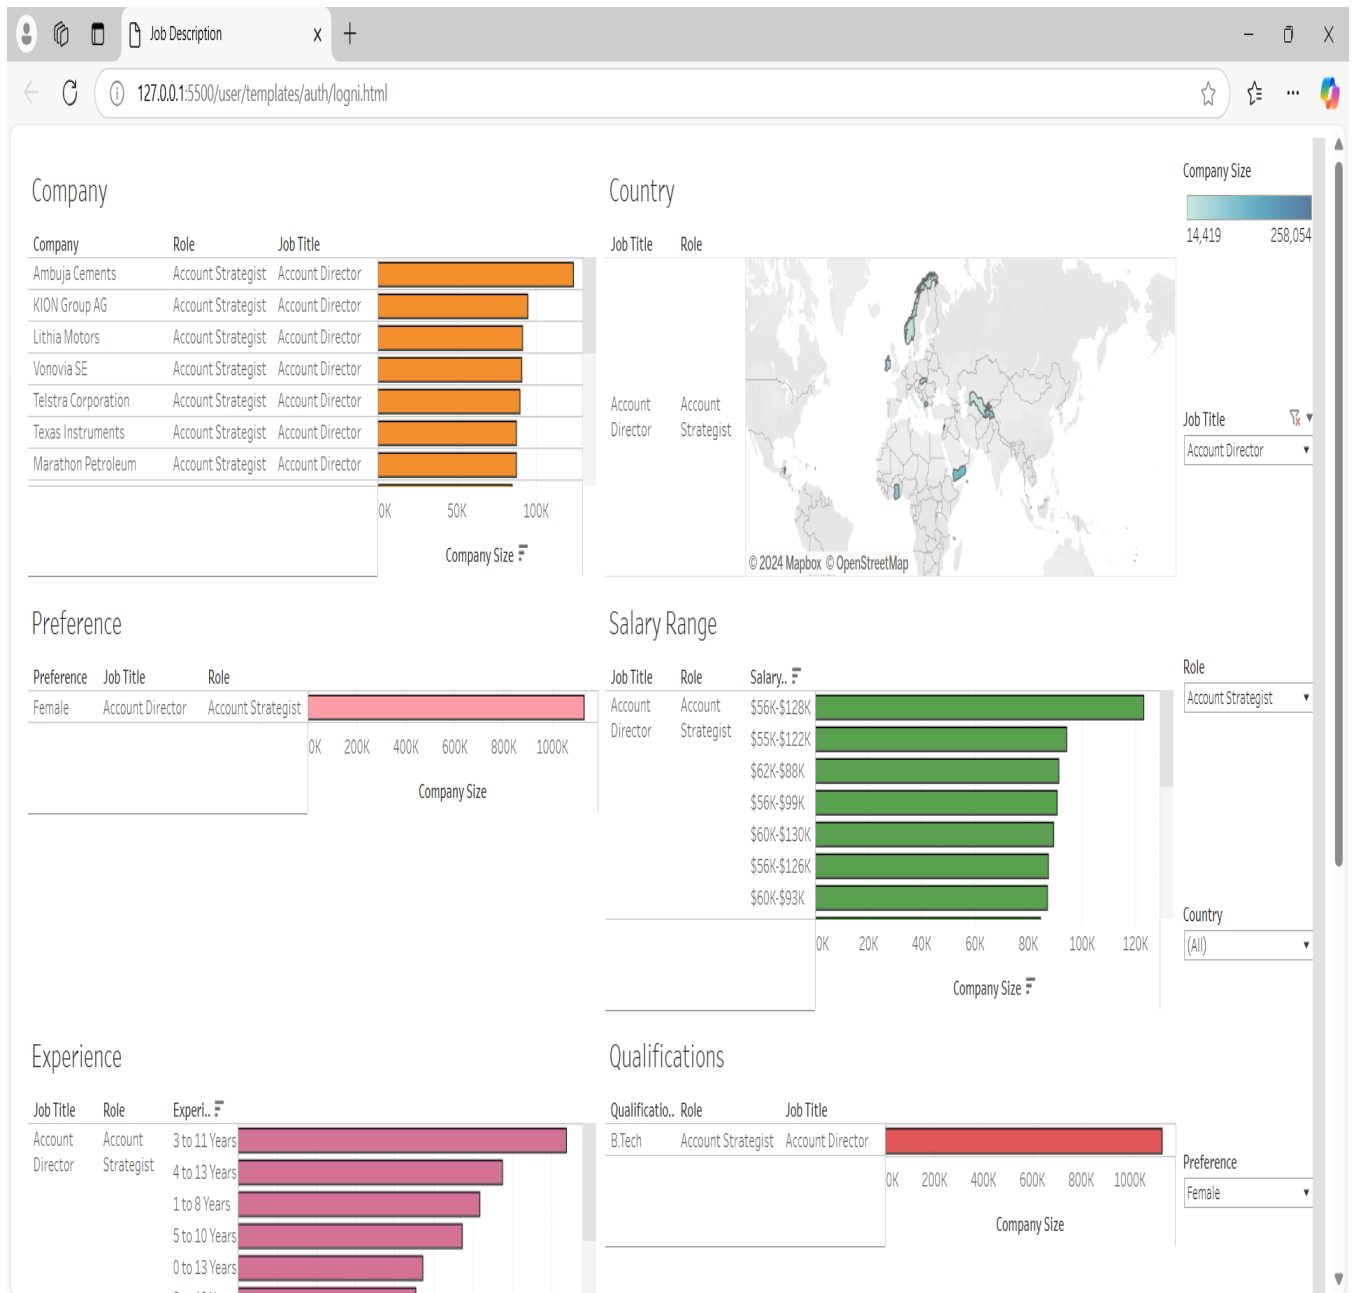 Job Description
127.0.0.1:5500/user/templates/auth/logni.html
Company
Company Role Job Title
Ambuja Cements Account Strategist Account Director
KION Group AG Account Strategist Account Director
Lithia Motors Account Strategist Account Director
Vonovia SE Account Strategist Account Director
Telstra Corporation Account Strategist Account Director
Texas Instruments Account Strategist Account Director
Marathon Petroleum Account Strategist Account Director
0K 50K 100K
Company Size
Country
Job Title Role
Account Director Account Strategist
© 2024 Mapbox © OpenStreetMap
Company Size
14,419 258,054
Job Title
Account Director
Preference
Preference Job Title Role
Female Account Director Account Strategist
0K 200K 400K 600K 800K 1000K
Company Size
Salary Range
Job Title Role Salary..
Account Director Account Strategist $56K-$128K
$55K-$122K
$62K-$88K
$56K-$99K
$60K-$130K
$56K-$126K
$60K-$93K
0K 20K 40K 60K 80K 100K 120K
Company Size
Role
Account Strategist
Country
(All)
Experience
Job Title Role Experi..
Account Director Account Strategist 3 to 11 Years
4 to 13 Years
1 to 8 Years
5 to 10 Years
0 to 13 Years
Qualifications
Qualificatio.. Role Job Title
B.Tech Account Strategist Account Director
0K 200K 400K 600K 800K 1000K
Company Size
Preference
Female